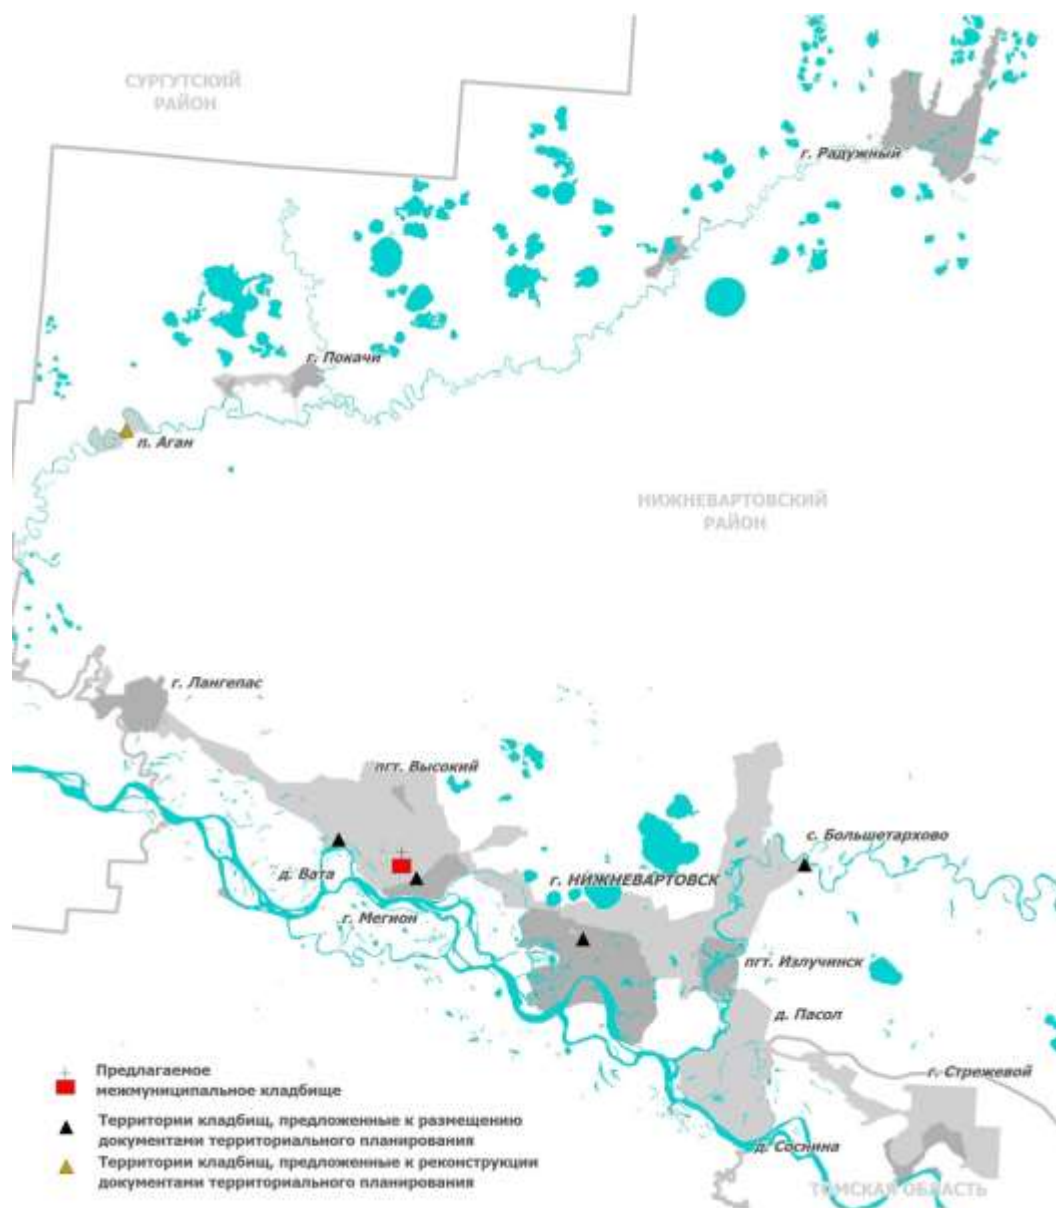 СУРГУТСКИЙ
РАЙОН
г. Радужный
г. Покачи
п. Аган
НИЖНЕВАРТОВСКИЙ
РАЙОН
г. Лангепас
пгт. Высокий
с. Большетархово
д. Вата
г. НИЖНЕВАРТОВСК
г. Мегион
пгт. Излучинск
д. Пасол
г. Стрежевой
д. Соснина
ТОМСКАЯ ОБЛАСТЬ
Предлагаемое
межмуниципальное кладбище
Территории кладбищ, предложенные к размещению
документами территориального планирования
Территории кладбищ, предложенные к реконструкции
документами территориального планирования